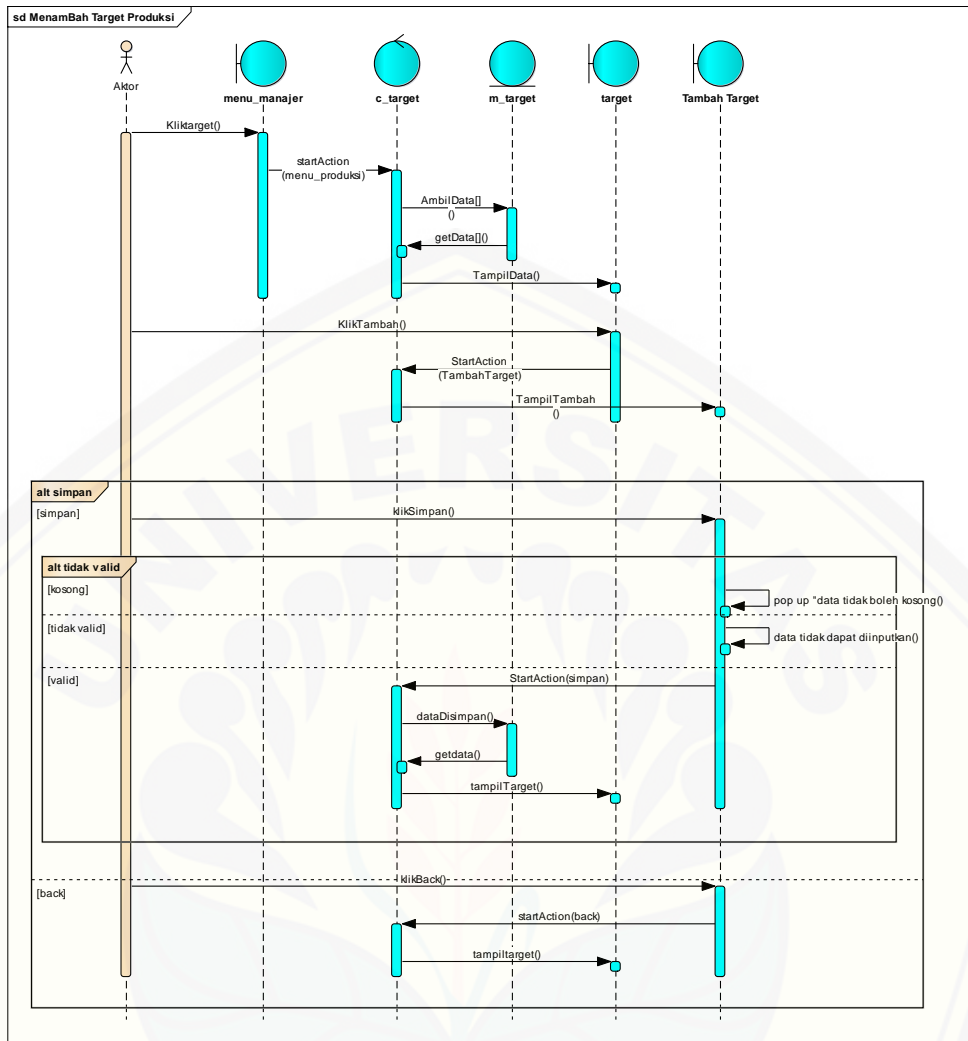 sd MenamBah Target Produksi
Aktor
menu_manajer
c_target
m_target
target
Tambah Target
Kliktarget()
startAction
(menu_produksi)
AmbilData[]
()
getData[]()
TampilData()
KlikTambah()
StartAction
(TambahTarget)
TampilTambah
()
UNIVERSITAS
alt simpan
[simpan]
klikSimpan()
alt tidak valid
[kosong]
pop up "data tidak boleh kosong()
[tidak valid]
data tidak dapat diinputkan()
[valid]
StartAction(simpan)
dataDisimpan()
getdata()
tampilTarget()
[back]
klikBack()
startAction(back)
tampiltarget()